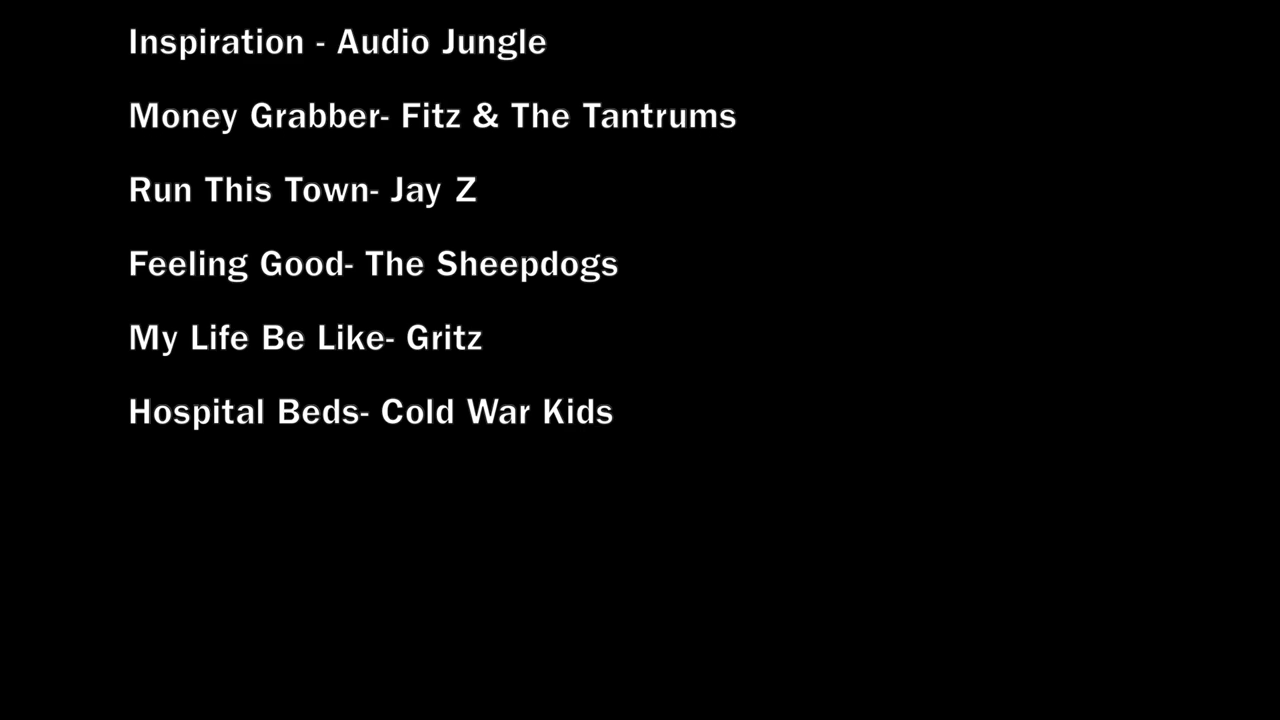 Inspiration - Audio Jungle
Money Grabber- Fitz & The Tantrums
Run This Town- Jay Z
Feeling Good- The Sheepdogs
My Life Be Like- Gritz
Hospital Beds- Cold War Kids